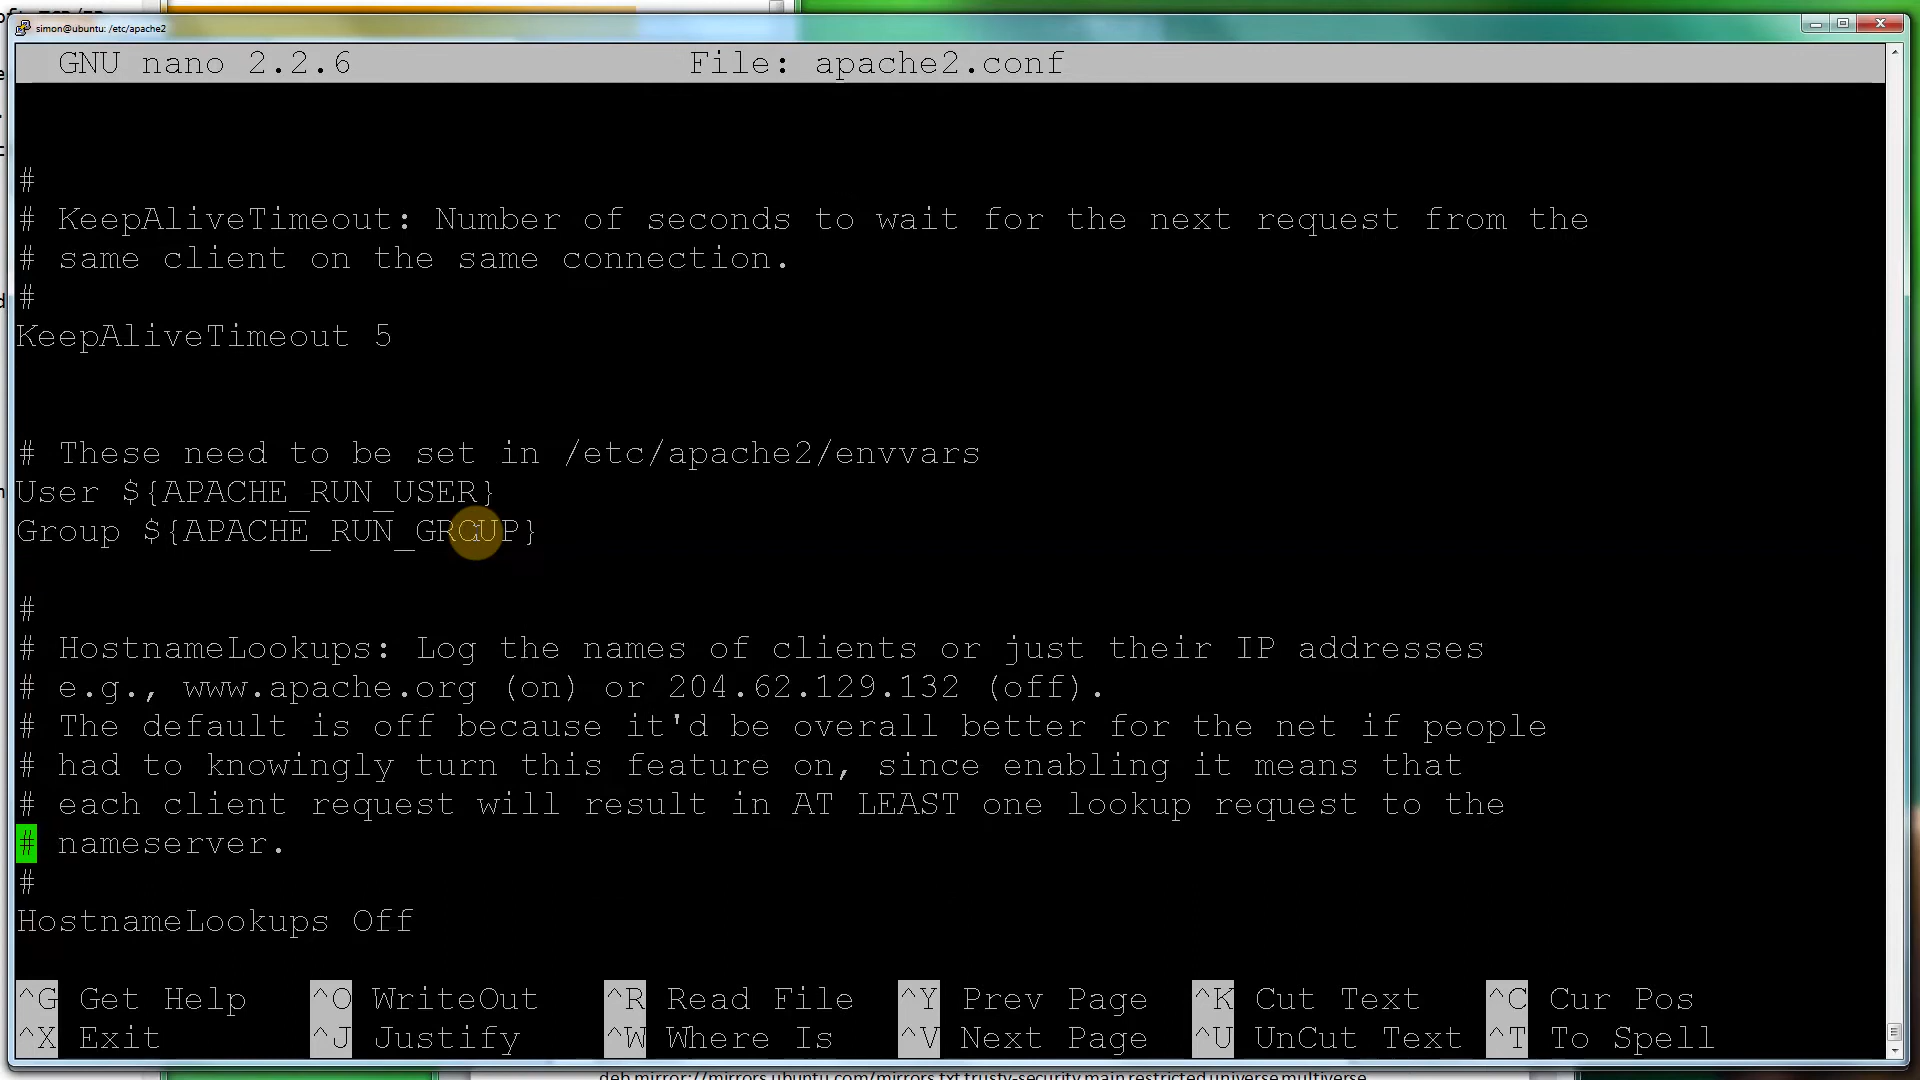 simon@ubuntu: /etc/apache2
GNU nano 2.2.6 File: apache2.conf
#
# KeepAliveTimeout: Number of seconds to wait for the next request from the
# same client on the same connection.
#
KeepAliveTimeout 5
# These need to be set in /etc/apache2/envvars
User ${APACHE_RUN_USER}
Group ${APACHE_RUN_GROUP}
#
# HostnameLookups: Log the names of clients or just their IP addresses
# e.g., www.apache.org (on) or 204.62.129.132 (off).
# The default is off because it'd be overall better for the net if people
# had to knowingly turn this feature on, since enabling it means that
# each client request will result in AT LEAST one lookup request to the
# nameserver.
#
HostnameLookups Off
^G Get Help ^O WriteOut ^R Read File ^Y Prev Page ^K Cut Text ^C Cur Pos
^X Exit ^J Justify ^W Where Is ^V Next Page ^U UnCut Text ^T To Spell
deb mirror://mirrors.ubuntu.com/mirrors.txt trusty-security main restricted universe multiverse